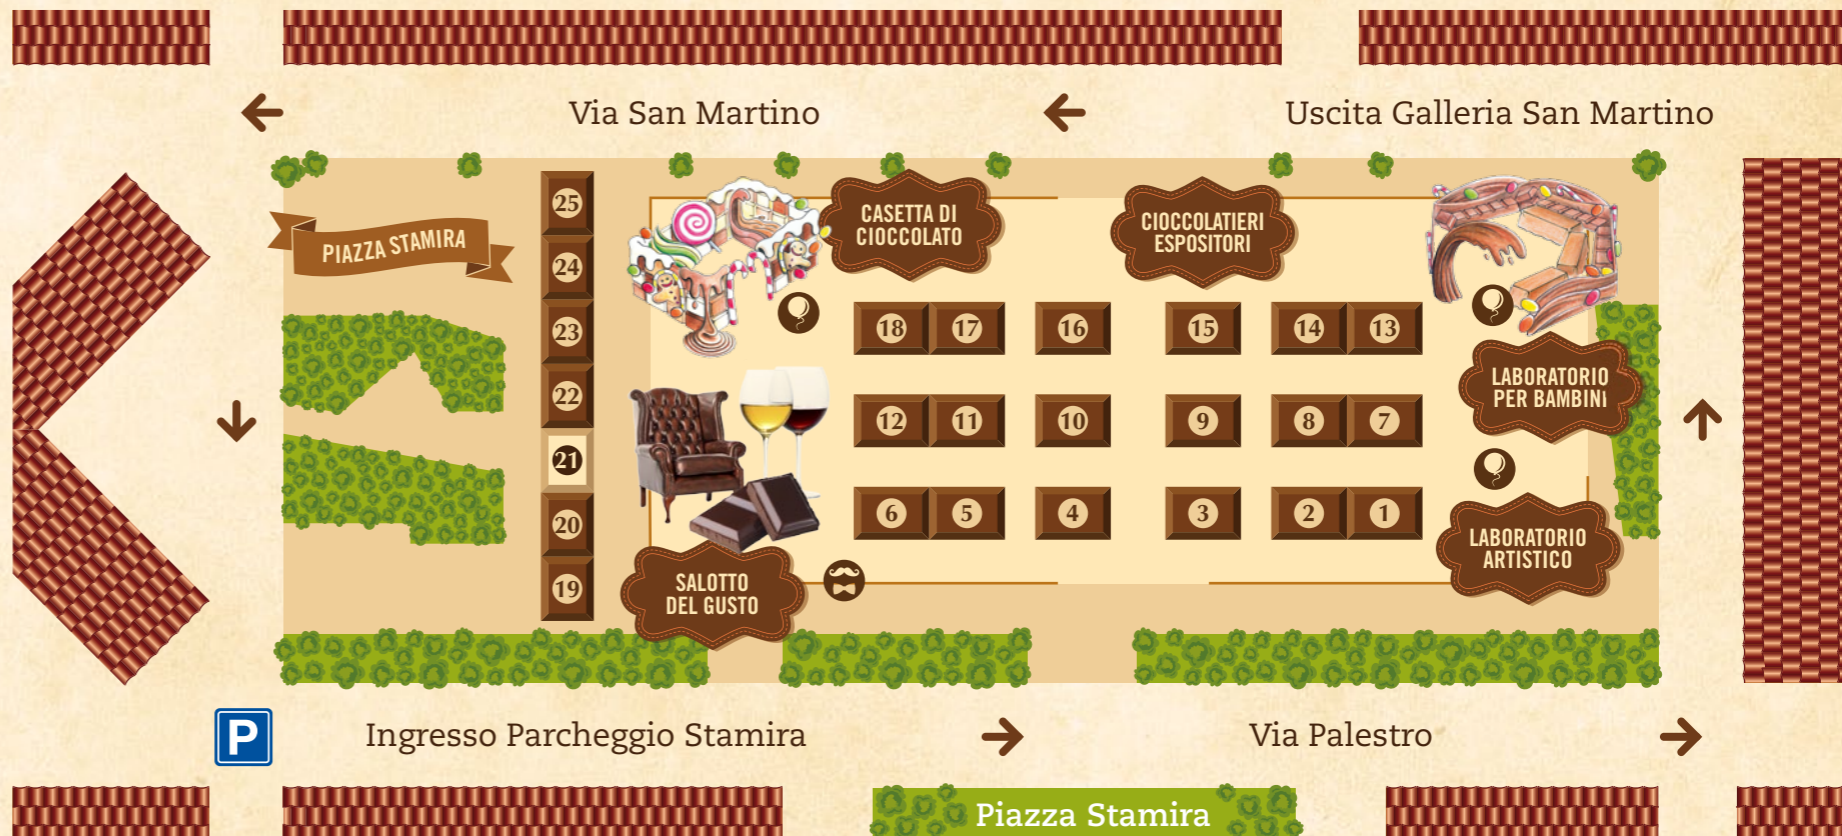 Via San Martino
Uscita Galleria San Martino
PIAZZA STAMIRA
25
24
23
22
21
20
19
CASETTA DI
CIOCCOLATO
CIOCCOLATIERI
ESPOSITORI
18 17 16 15 14 13
LABORATORIO
PER BAMBINI
12 11 10 9 8 7
6 5 4 3 2 1
LABORATORIO
ARTISTICO
SALOTTO
DEL GUSTO
P
Ingresso Parcheggio Stamira
Via Palestro
Piazza Stamira